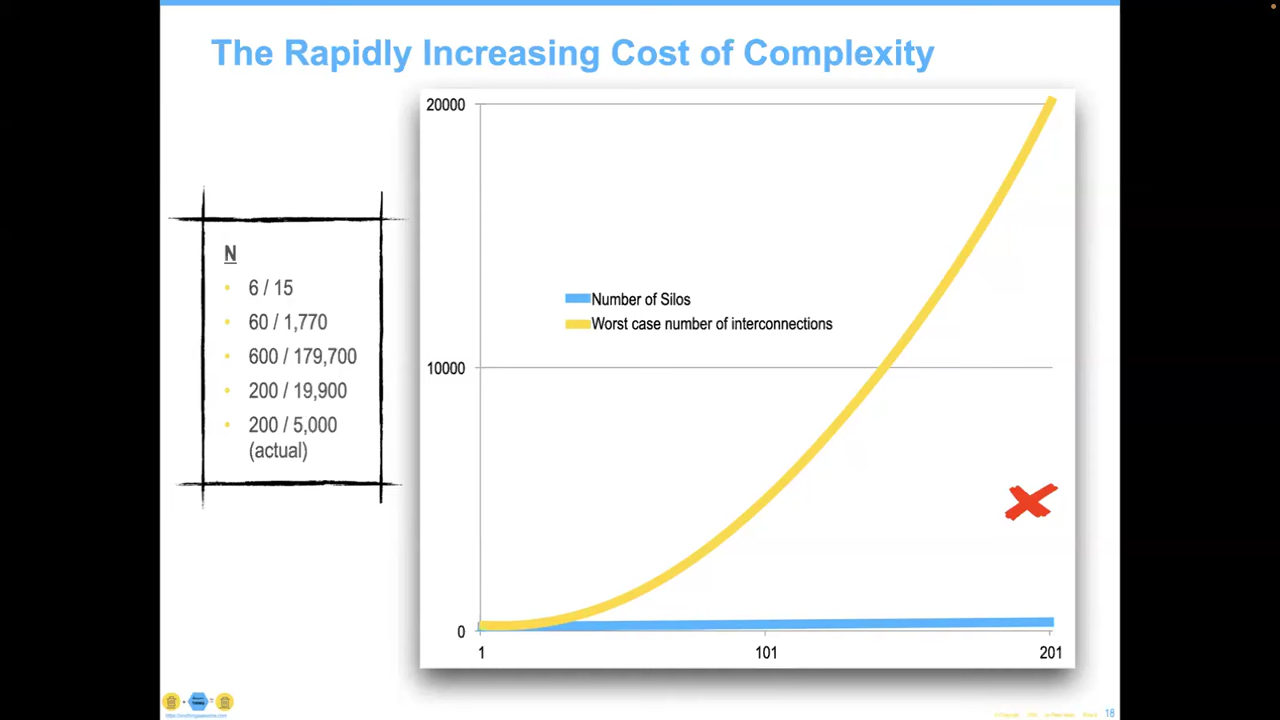 The Rapidly Increasing Cost of Complexity
N
• 6 / 15
• 60 / 1,770
• 600 / 179,700
• 200 / 19,900
• 200 / 5,000
(actual)
20000
10000
0
Number of Silos
Worst case number of interconnections
1
101
201
18